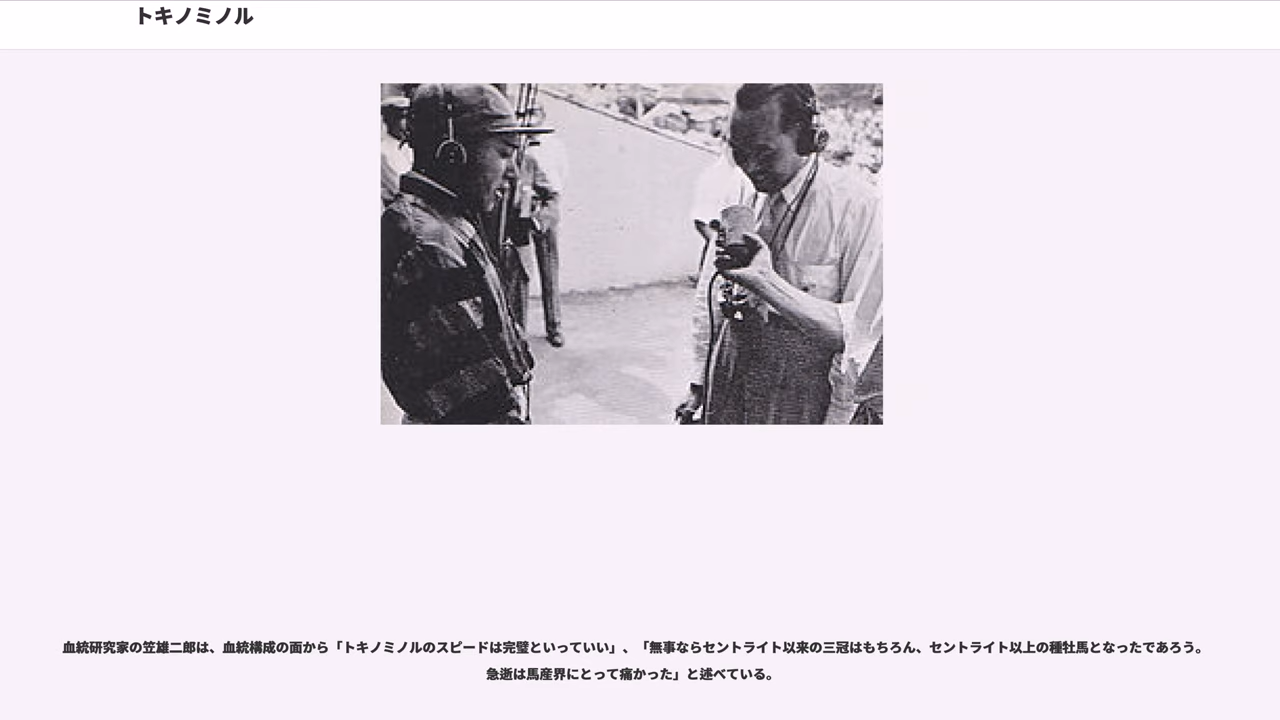 トキノミノル
血統研究家の笠雄二郎は、血統構成の面から「トキノミノルのスピードは完璧といっていい」、「無事ならセントライト以来の三冠はもちろん、セントライト以上の種牡馬となったであろう。
急逝は馬産界にとって痛かった」と述べている。